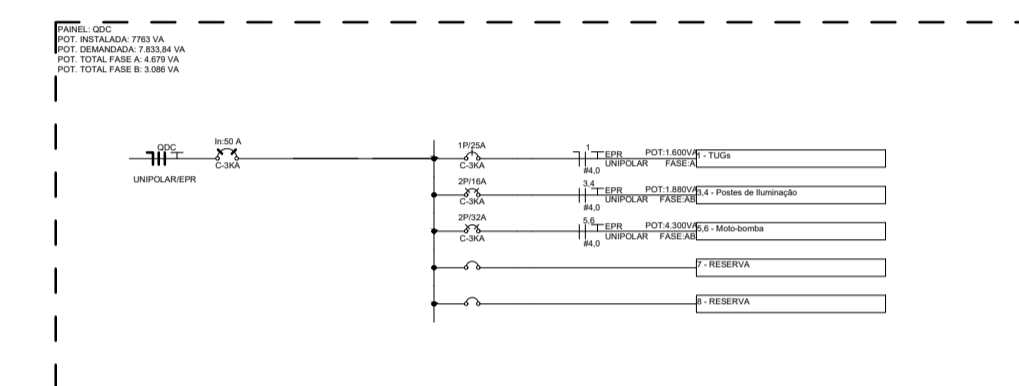 PAINEL: QDC
POT. INSTALADA: 7763 VA
POT. DEMANDADA: 7.833,84 VA
POT. TOTAL FASE A: 4.679 VA
POT. TOTAL FASE B: 3.086 VA
QDC
UNIPOLAR/EPR
In:50 A
C-3KA
1P/25A
C-3KA
1
EPR
UNIPOLAR
#4,0
POT:1.600VA
FASE:A
1 - TUGs
2P/16A
C-3KA
3,4
EPR
UNIPOLAR
#4,0
POT:1.880VA
FASE:AB
3,4 - Postes de Iluminação
2P/32A
C-3KA
5,6
EPR
UNIPOLAR
#4,0
POT:4.300VA
FASE:AB
5,6 - Moto-bomba
7 - RESERVA
8 - RESERVA